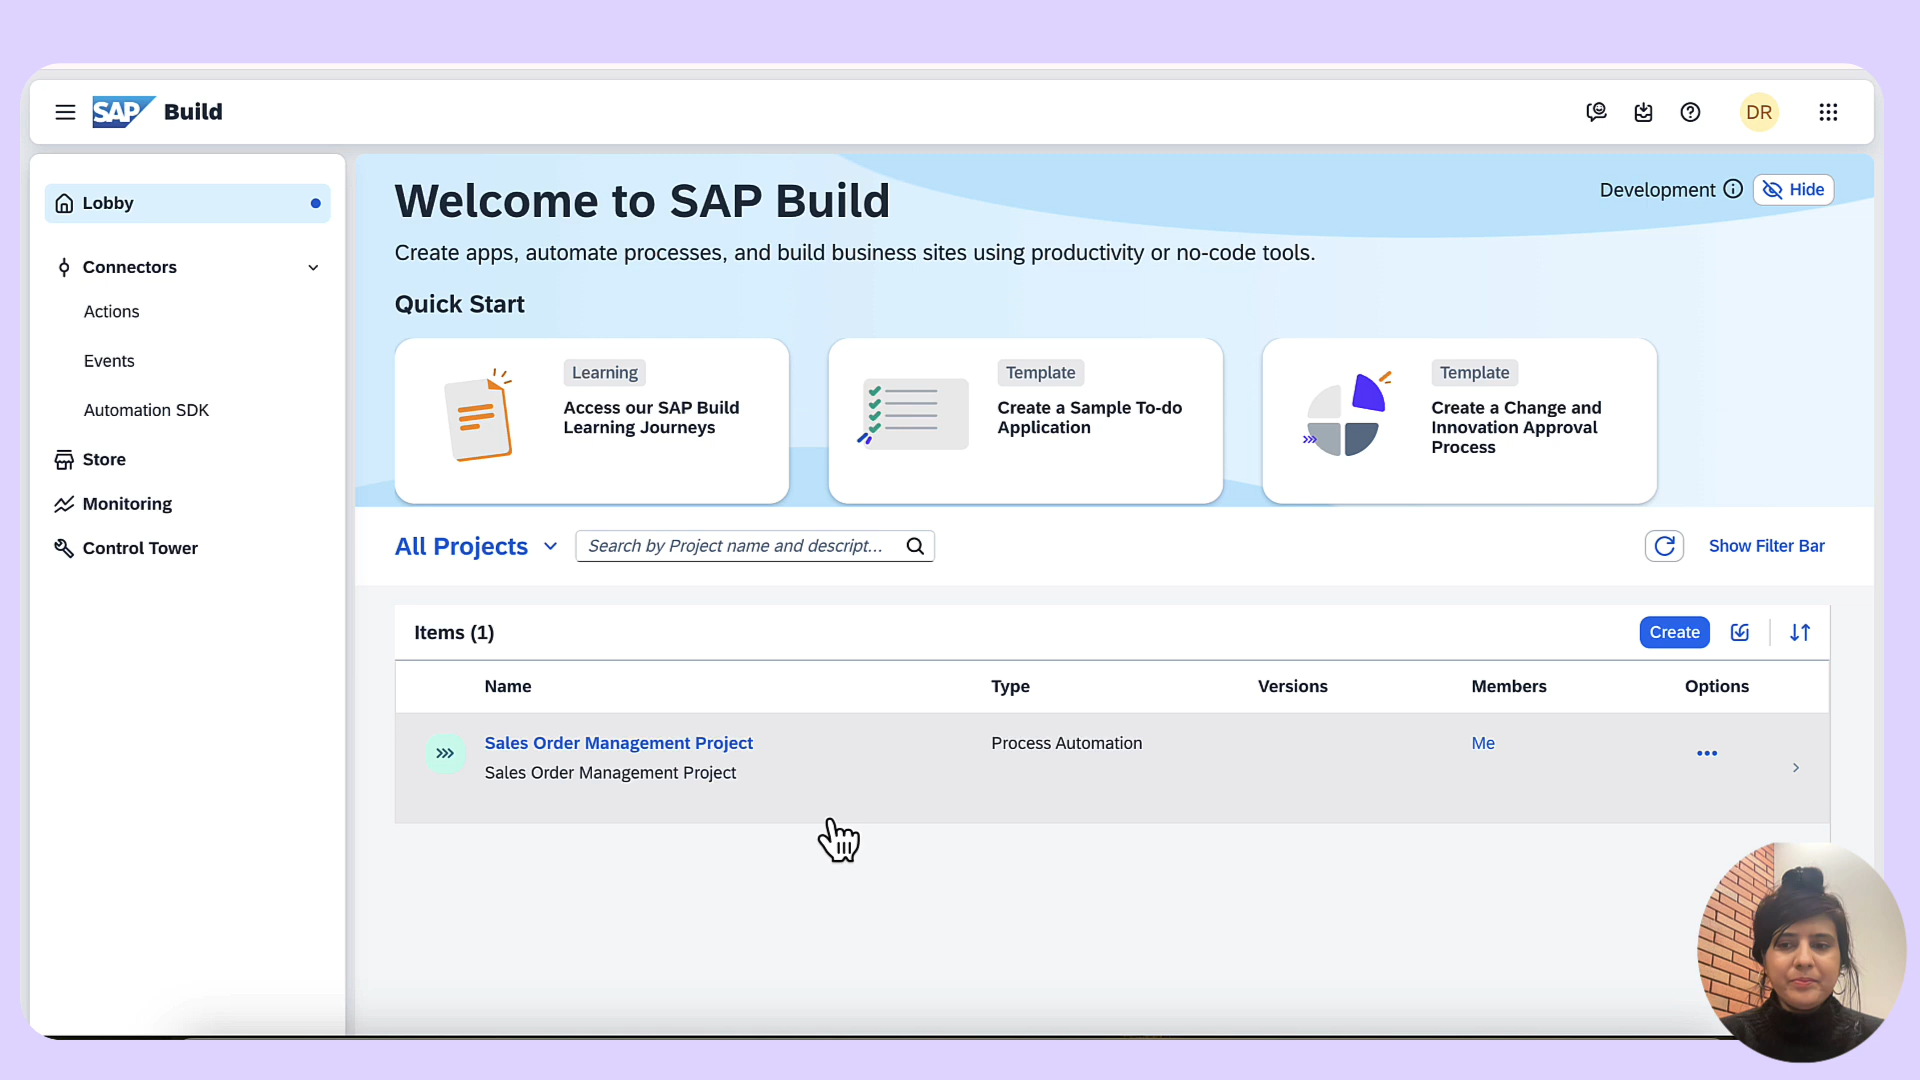 SAP Build
DR
Lobby
Connectors
Actions
Events
Automation SDK
Store
Monitoring
Control Tower
Welcome to SAP Build
Development
Hide
Create apps, automate processes, and build business sites using productivity or no-code tools.
Quick Start
Learning
Access our SAP Build
Learning Journeys
Template
Create a Sample To-do
Application
Template
Create a Change and
Innovation Approval
Process
All Projects
Search by Project name and descript...
Show Filter Bar
Items (1)
Create
Name Type Versions Members Options
Sales Order Management Project Process Automation Me
Sales Order Management Project